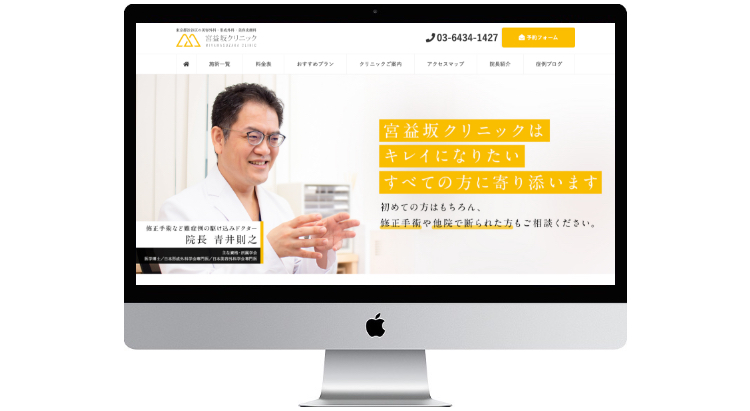 宮益坂クリニック
MIYAMASUZAKA CLINIC
03-6434-1427
予約フォーム
施術一覧
料金表
おすすめプラン
クリニックご案内
アクセスマップ
院長紹介
症例ブログ
宮益坂クリニックは
キレイになりたい
すべての方に寄り添います
初めての方はもちろん、
修正手術や他院で断られた方もご相談ください。
修正手術など難症例の駆け込みドクター
院長 青井則之